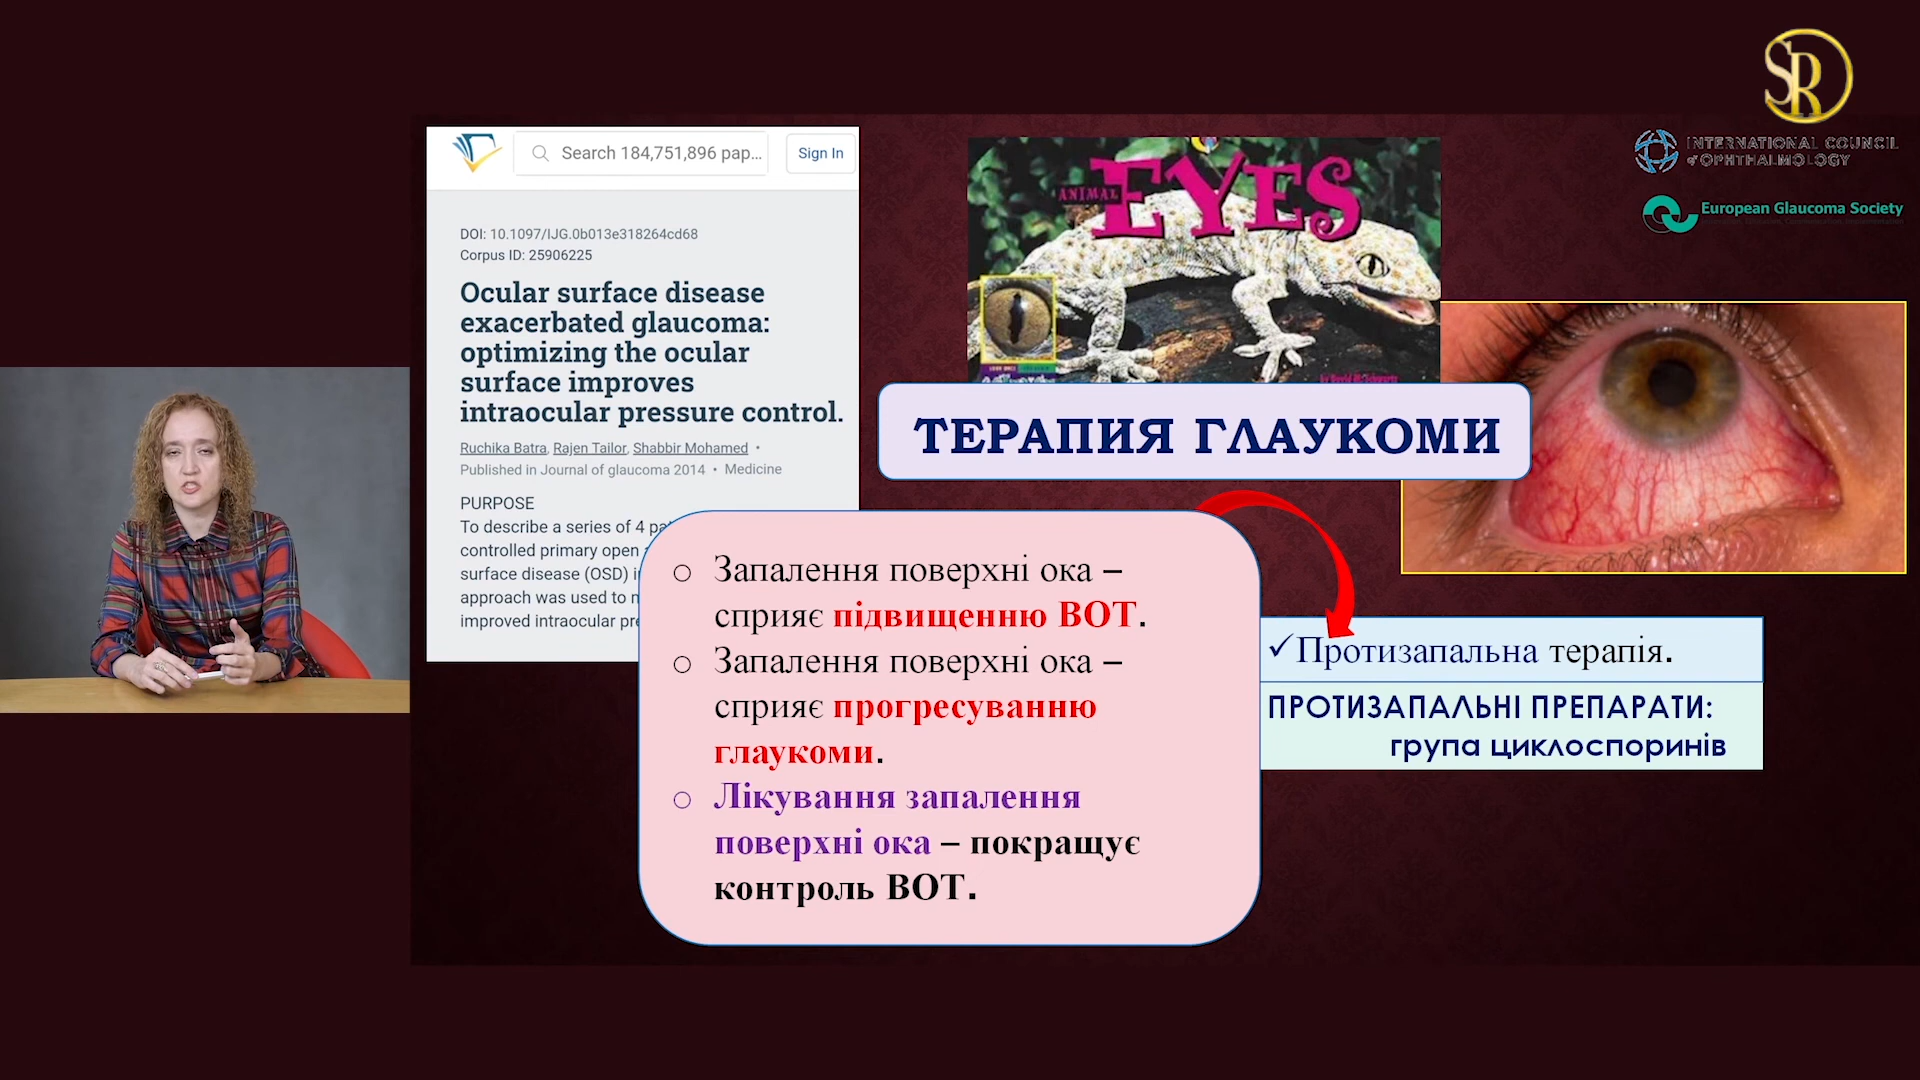 SR
INTERNATIONAL COUNCIL
of OPHTHALMOLOGY
European Glaucoma Society
Search 184,751,896 pap...
Sign In
DOI: 10.1097/IJG.0b013e318264cd68
Corpus ID: 25906225
Ocular surface disease
exacerbated glaucoma:
optimizing the ocular
surface improves
intraocular pressure control.
Ruchika Batra, Rajen Tailor, Shabbir Mohamed •
Published in Journal of glaucoma 2014 • Medicine
PURPOSE
To describe a series of 4
controlled primary open
surface disease (OSD)
approach was used to
improved intraocular
ANIMAL
EYES
ТЕРАПИЯ ГЛАУКОМИ
○ Запалення поверхні ока –
сприяє підвищенню ВОТ.
○ Запалення поверхні ока –
сприяє прогресуванню
глаукоми.
○ Лікування запалення
поверхні ока – покращує
контроль ВОТ.
✓Протизапальна терапія.
ПРОТИЗАПАЛЬНІ ПРЕПАРАТИ:
група циклоспоринів